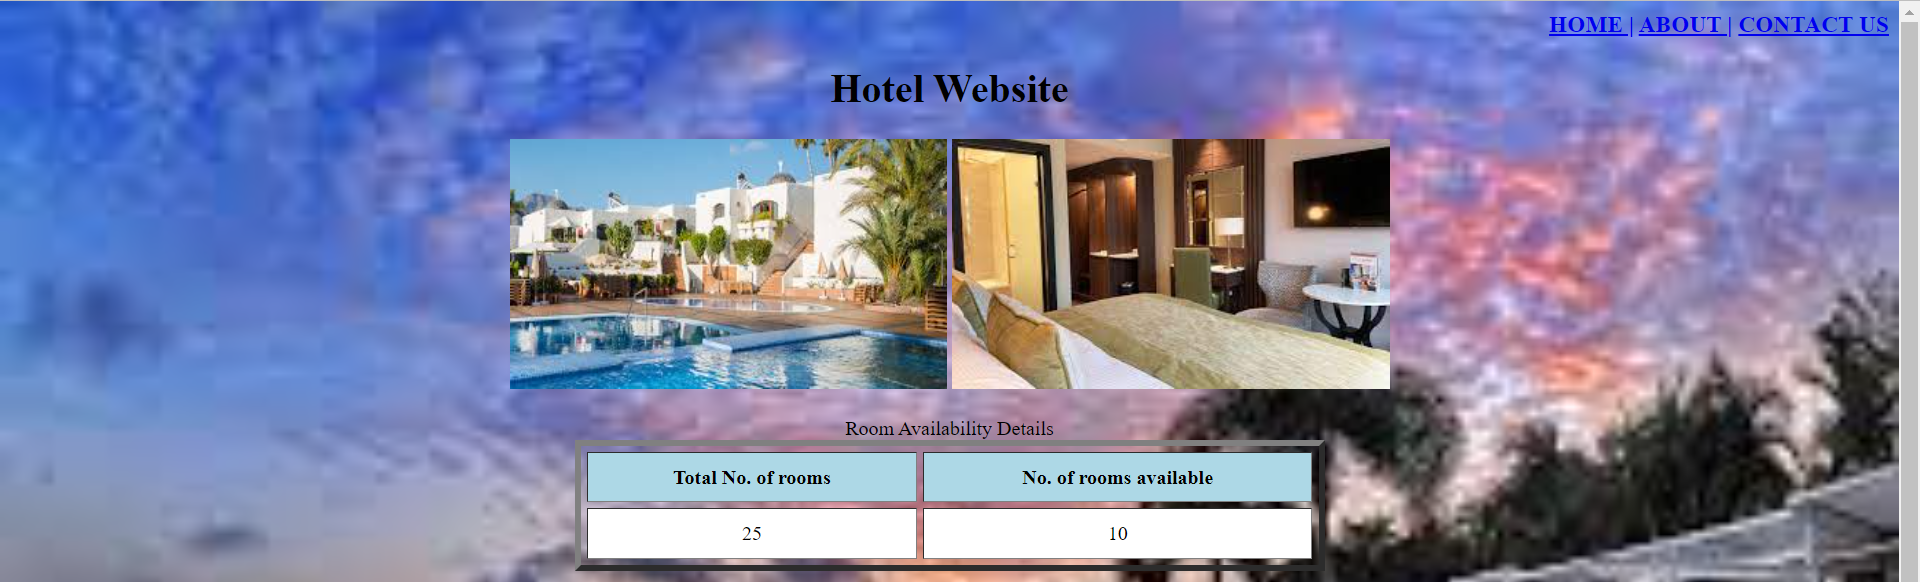 HOME | ABOUT | CONTACT US
Hotel Website
Room Availability Details
Total No. of rooms No. of rooms available
25 10